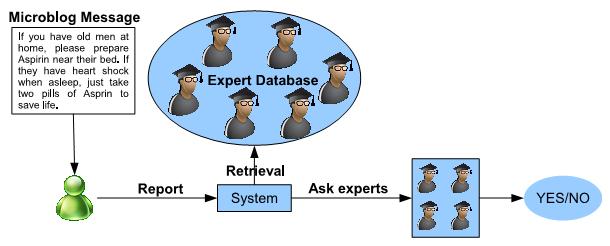 Microblog Message
If you have old men at
home, please prepare
Aspirin near their bed. If
they have heart shock
when asleep, just take
two pills of Asprin to
save life.
Expert Database
Retrieval
Report
System
Ask experts
YES/NO